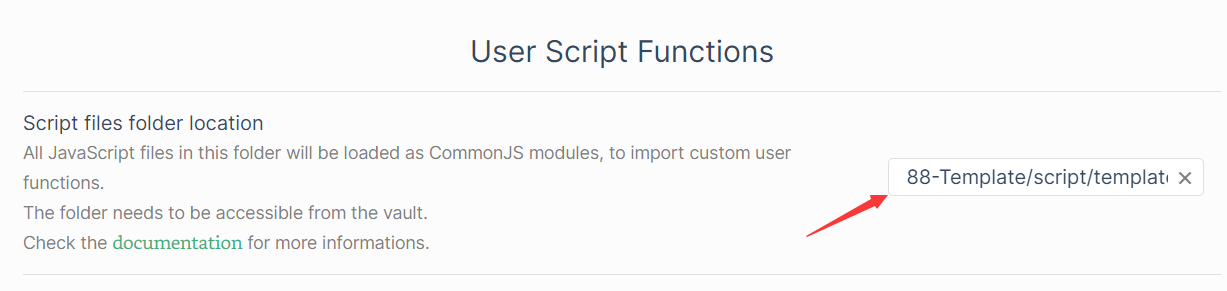 User Script Functions
Script files folder location
All JavaScript files in this folder will be loaded as CommonJS modules, to import custom user
functions.
88-Template/script/template
The folder needs to be accessible from the vault.
Check the documentation for more informations.